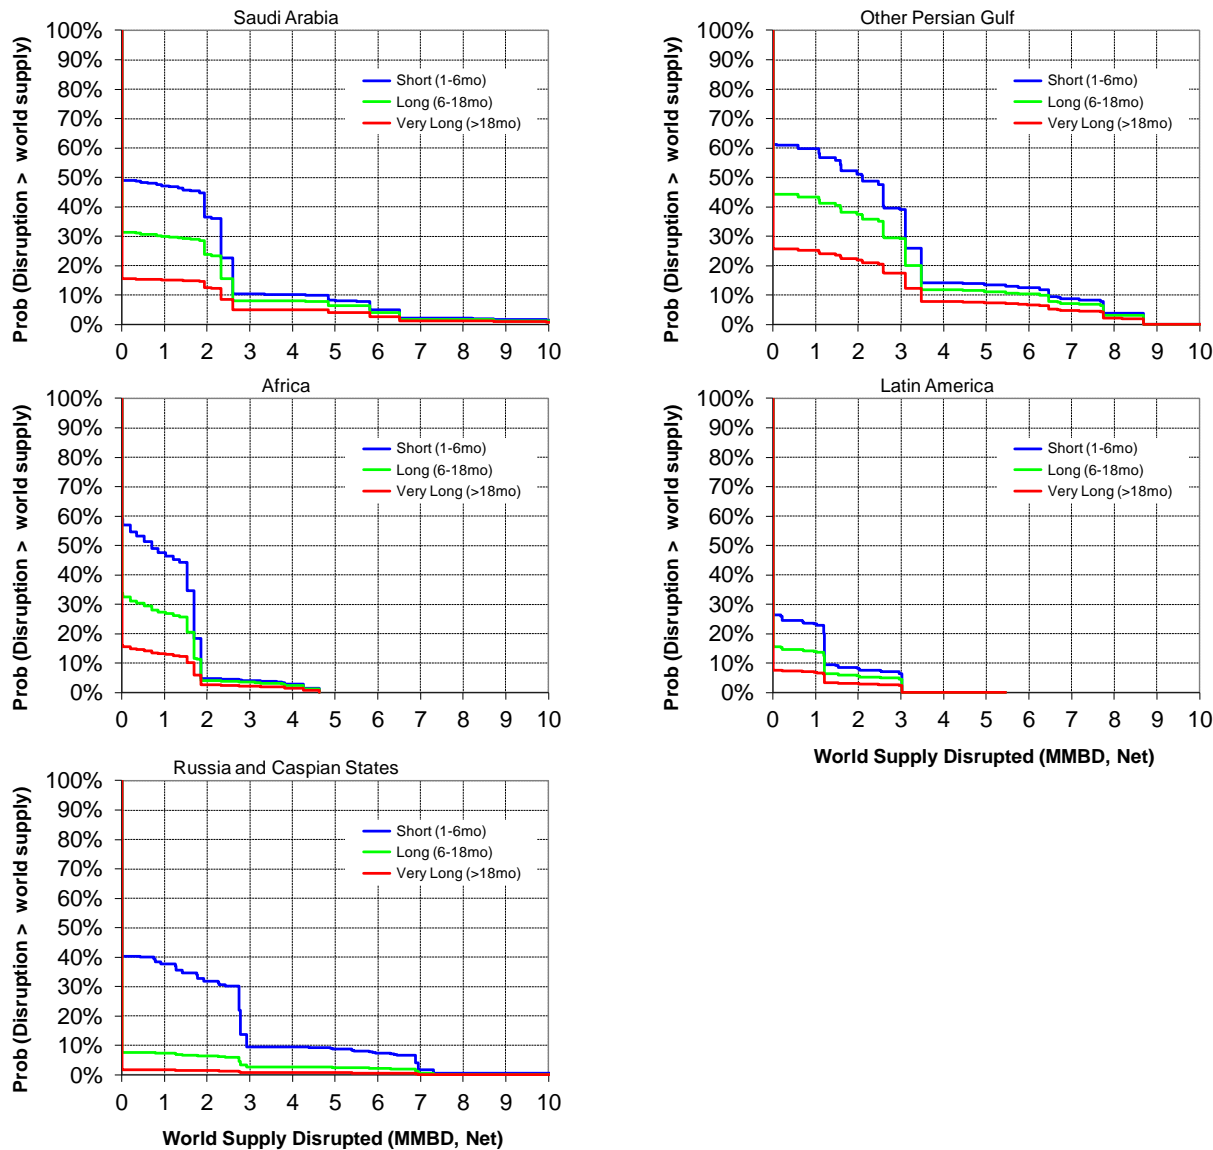 Saudi Arabia
Prob (Disruption > world supply)
100%
90%
80%
70%
60%
50%
40%
30%
20%
10%
0%
Short (1-6mo)
Long (6-18mo)
Very Long (>18mo)
0 1 2 3 4 5 6 7 8 9 10
Other Persian Gulf
Prob (Disruption > world supply)
100%
90%
80%
70%
60%
50%
40%
30%
20%
10%
0%
Short (1-6mo)
Long (6-18mo)
Very Long (>18mo)
0 1 2 3 4 5 6 7 8 9 10
Africa
Prob (Disruption > world supply)
100%
90%
80%
70%
60%
50%
40%
30%
20%
10%
0%
Short (1-6mo)
Long (6-18mo)
Very Long (>18mo)
0 1 2 3 4 5 6 7 8 9 10
Latin America
Prob (Disruption > world supply)
100%
90%
80%
70%
60%
50%
40%
30%
20%
10%
0%
Short (1-6mo)
Long (6-18mo)
Very Long (>18mo)
0 1 2 3 4 5 6 7 8 9 10
World Supply Disrupted (MMBD, Net)
Russia and Caspian States
Prob (Disruption > world supply)
100%
90%
80%
70%
60%
50%
40%
30%
20%
10%
0%
Short (1-6mo)
Long (6-18mo)
Very Long (>18mo)
0 1 2 3 4 5 6 7 8 9 10
World Supply Disrupted (MMBD, Net)